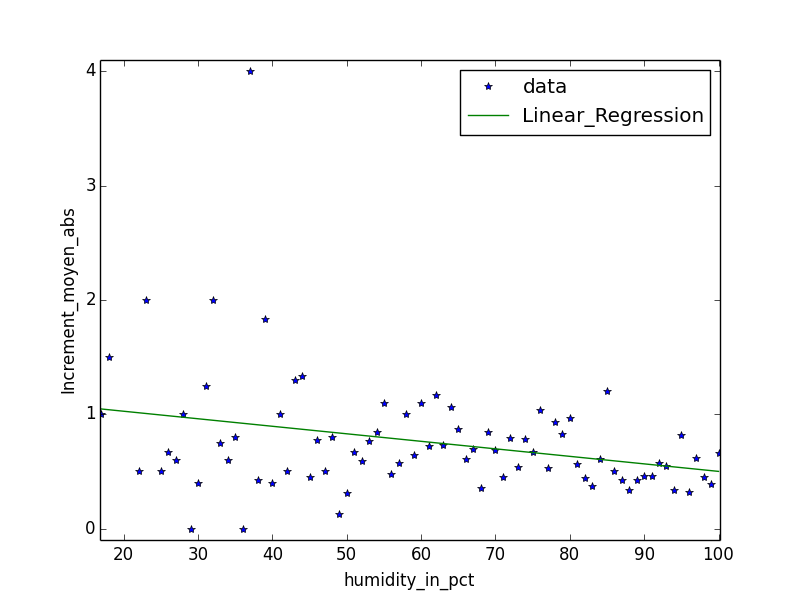 data
Linear_Regression
4
3
2
1
0
Increment_moyen_abs
20 30 40 50 60 70 80 90 100
humidity_in_pct